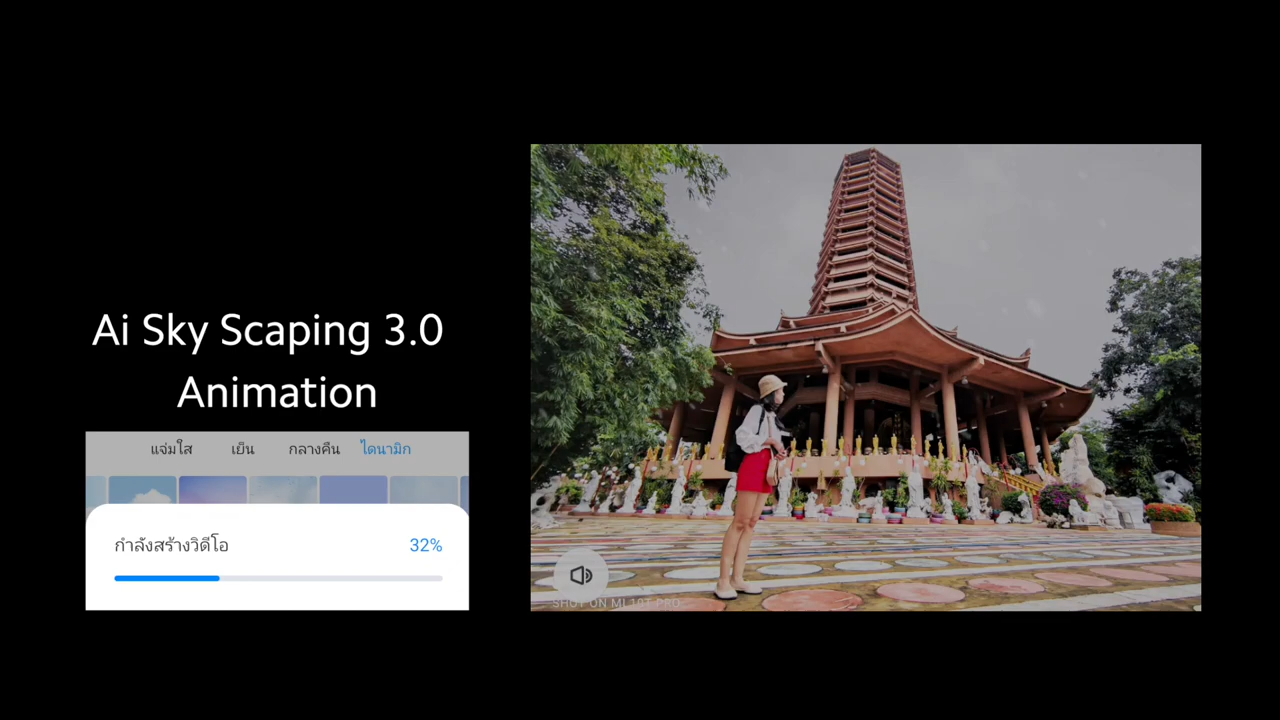 Ai Sky Scaping 3.0
Animation
แจ่มใส เย็น กลางคืน ไดนามิก
กำลังสร้างวิดีโอ 32%
SHOT ON MI 10T PRO